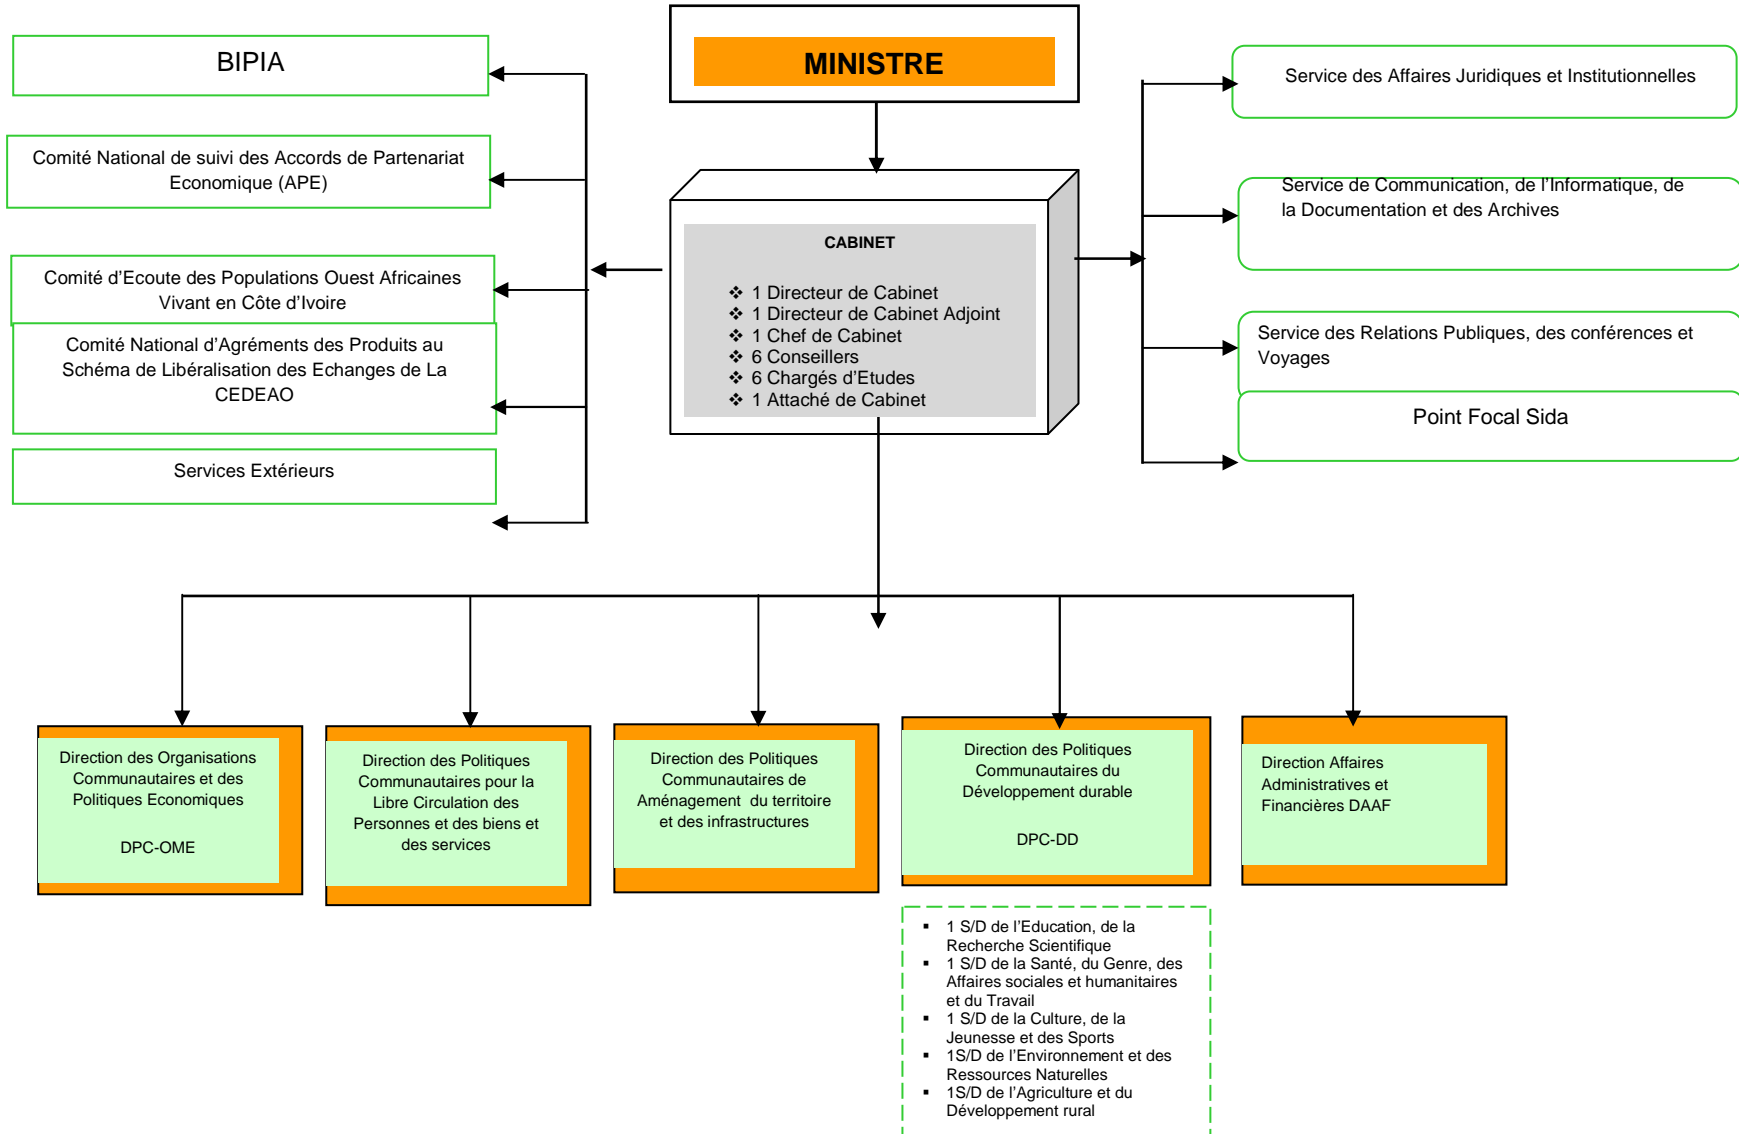 MINISTRE
BIPIA
Comité National de suivi des Accords de Partenariat
Economique (APE)
Comité d’Ecoute des Populations Ouest Africaines
Vivant en Côte d’Ivoire
Comité National d’Agréments des Produits au
Schéma de Libéralisation des Echanges de La
CEDEAO
Services Extérieurs
CABINET
❖ 1 Directeur de Cabinet
❖ 1 Directeur de Cabinet Adjoint
❖ 1 Chef de Cabinet
❖ 6 Conseillers
❖ 6 Chargés d’Etudes
❖ 1 Attaché de Cabinet
Service des Affaires Juridiques et Institutionnelles
Service de Communication, de l’Informatique, de
la Documentation et des Archives
Service des Relations Publiques, des conférences et
Voyages
Point Focal Sida
Direction des Organisations
Communautaires et des
Politiques Economiques
DPC-OME
Direction des Politiques
Communautaires pour la
Libre Circulation des
Personnes et des biens et
des services
Direction des Politiques
Communautaires de
Aménagement du territoire
et des infrastructures
Direction des Politiques
Communautaires du
Développement durable
DPC-DD
Direction Affaires
Administratives et
Financières DAAF
▪ 1 S/D de l’Education, de la
Recherche Scientifique
▪ 1 S/D de la Santé, du Genre, des
Affaires sociales et humanitaires
et du Travail
▪ 1 S/D de la Culture, de la
Jeunesse et des Sports
▪ 1S/D de l’Environnement et des
Ressources Naturelles
▪ 1S/D de l’Agriculture et du
Développement rural